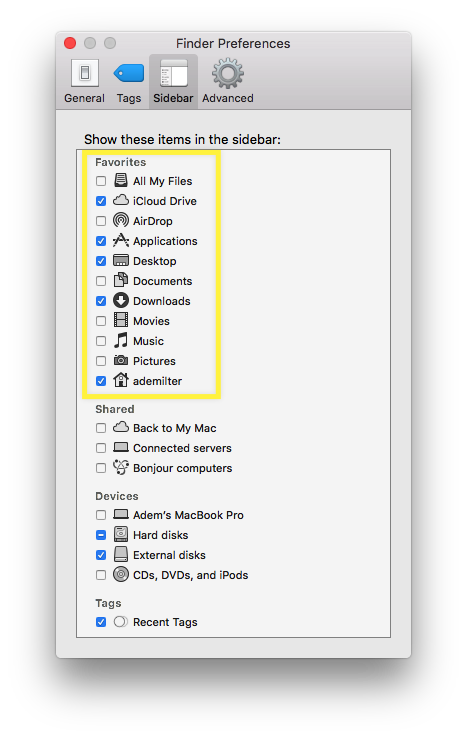 Finder Preferences
General Tags Sidebar Advanced
Show these items in the sidebar:
Favorites
All My Files
iCloud Drive
AirDrop
Applications
Desktop
Documents
Downloads
Movies
Music
Pictures
ademilter
Shared
Back to My Mac
Connected servers
Bonjour computers
Devices
Adem's MacBook Pro
Hard disks
External disks
CDs, DVDs, and iPods
Tags
Recent Tags